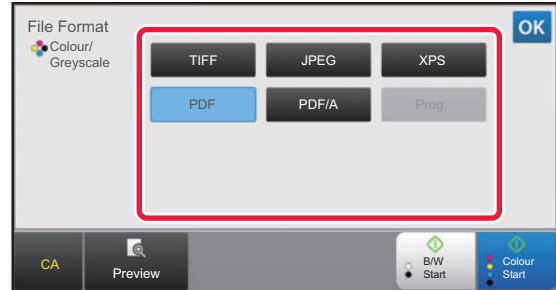 File Format
OK
Colour/
Greyscale
TIFF
JPEG
XPS
PDF
PDF/A
Prog.
CA
Preview
B/W
Start
Colour
Start